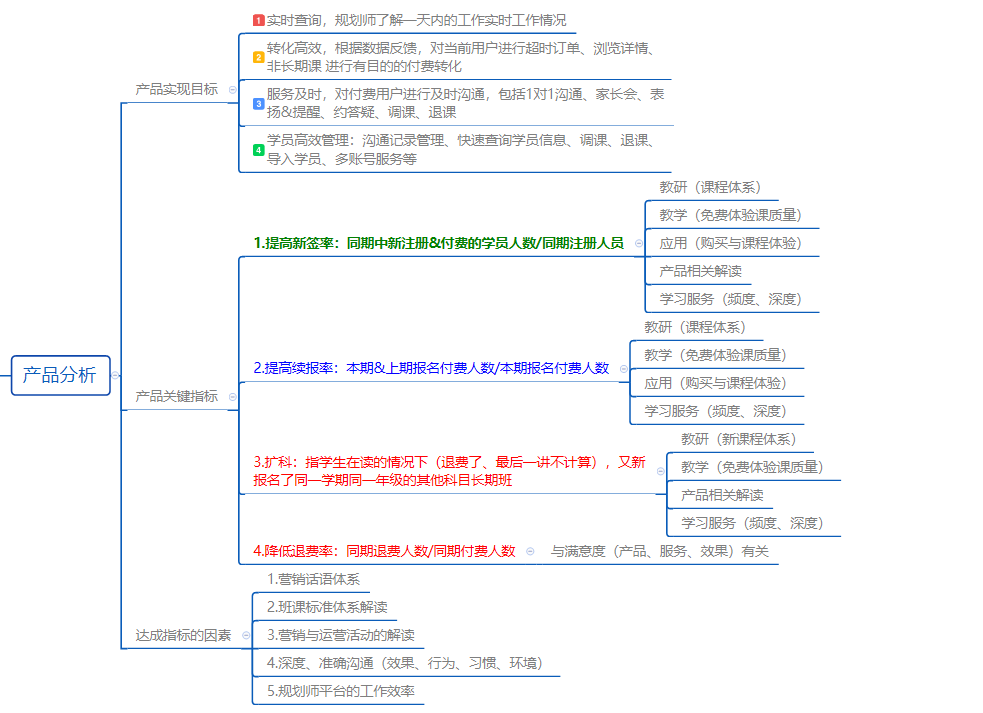 产品分析
产品实现目标
1 实时查询，规划师了解一天内的工作实时工作情况
2 转化高效，根据数据反馈，对当前用户进行超时订单、浏览详情、
非长期课 进行有目的的付费转化
3 服务及时，对付费用户进行及时沟通，包括1对1沟通、家长会、表
扬&提醒、约答疑、调课、退课
4 学员高效管理：沟通记录管理、快速查询学员信息、调课、退课、
导入学员、多账号服务等
产品关键指标
1.提高新签率：同期中新注册&付费的学员人数/同期注册人员
教研（课程体系）
教学（免费体验课质量）
应用（购买与课程体验）
产品相关解读
学习服务（频度、深度）
2.提高续报率：本期&上期报名付费人数/本期报名付费人数
教研（课程体系）
教学（免费体验课质量）
应用（购买与课程体验）
学习服务（频度、深度）
3.扩科：指学生在读的情况下（退费了、最后一讲不计算），又新
报名了同一学期同一年级的其他科目长期班
教研（新课程体系）
教学（免费体验课质量）
产品相关解读
学习服务（频度、深度）
4.降低退费率：同期退费人数/同期付费人数
与满意度（产品、服务、效果）有关
达成指标的因素
1.营销话语体系
2.班课标准体系解读
3.营销与运营活动的解读
4.深度、准确沟通（效果、行为、习惯、环境）
5.规划师平台的工作效率